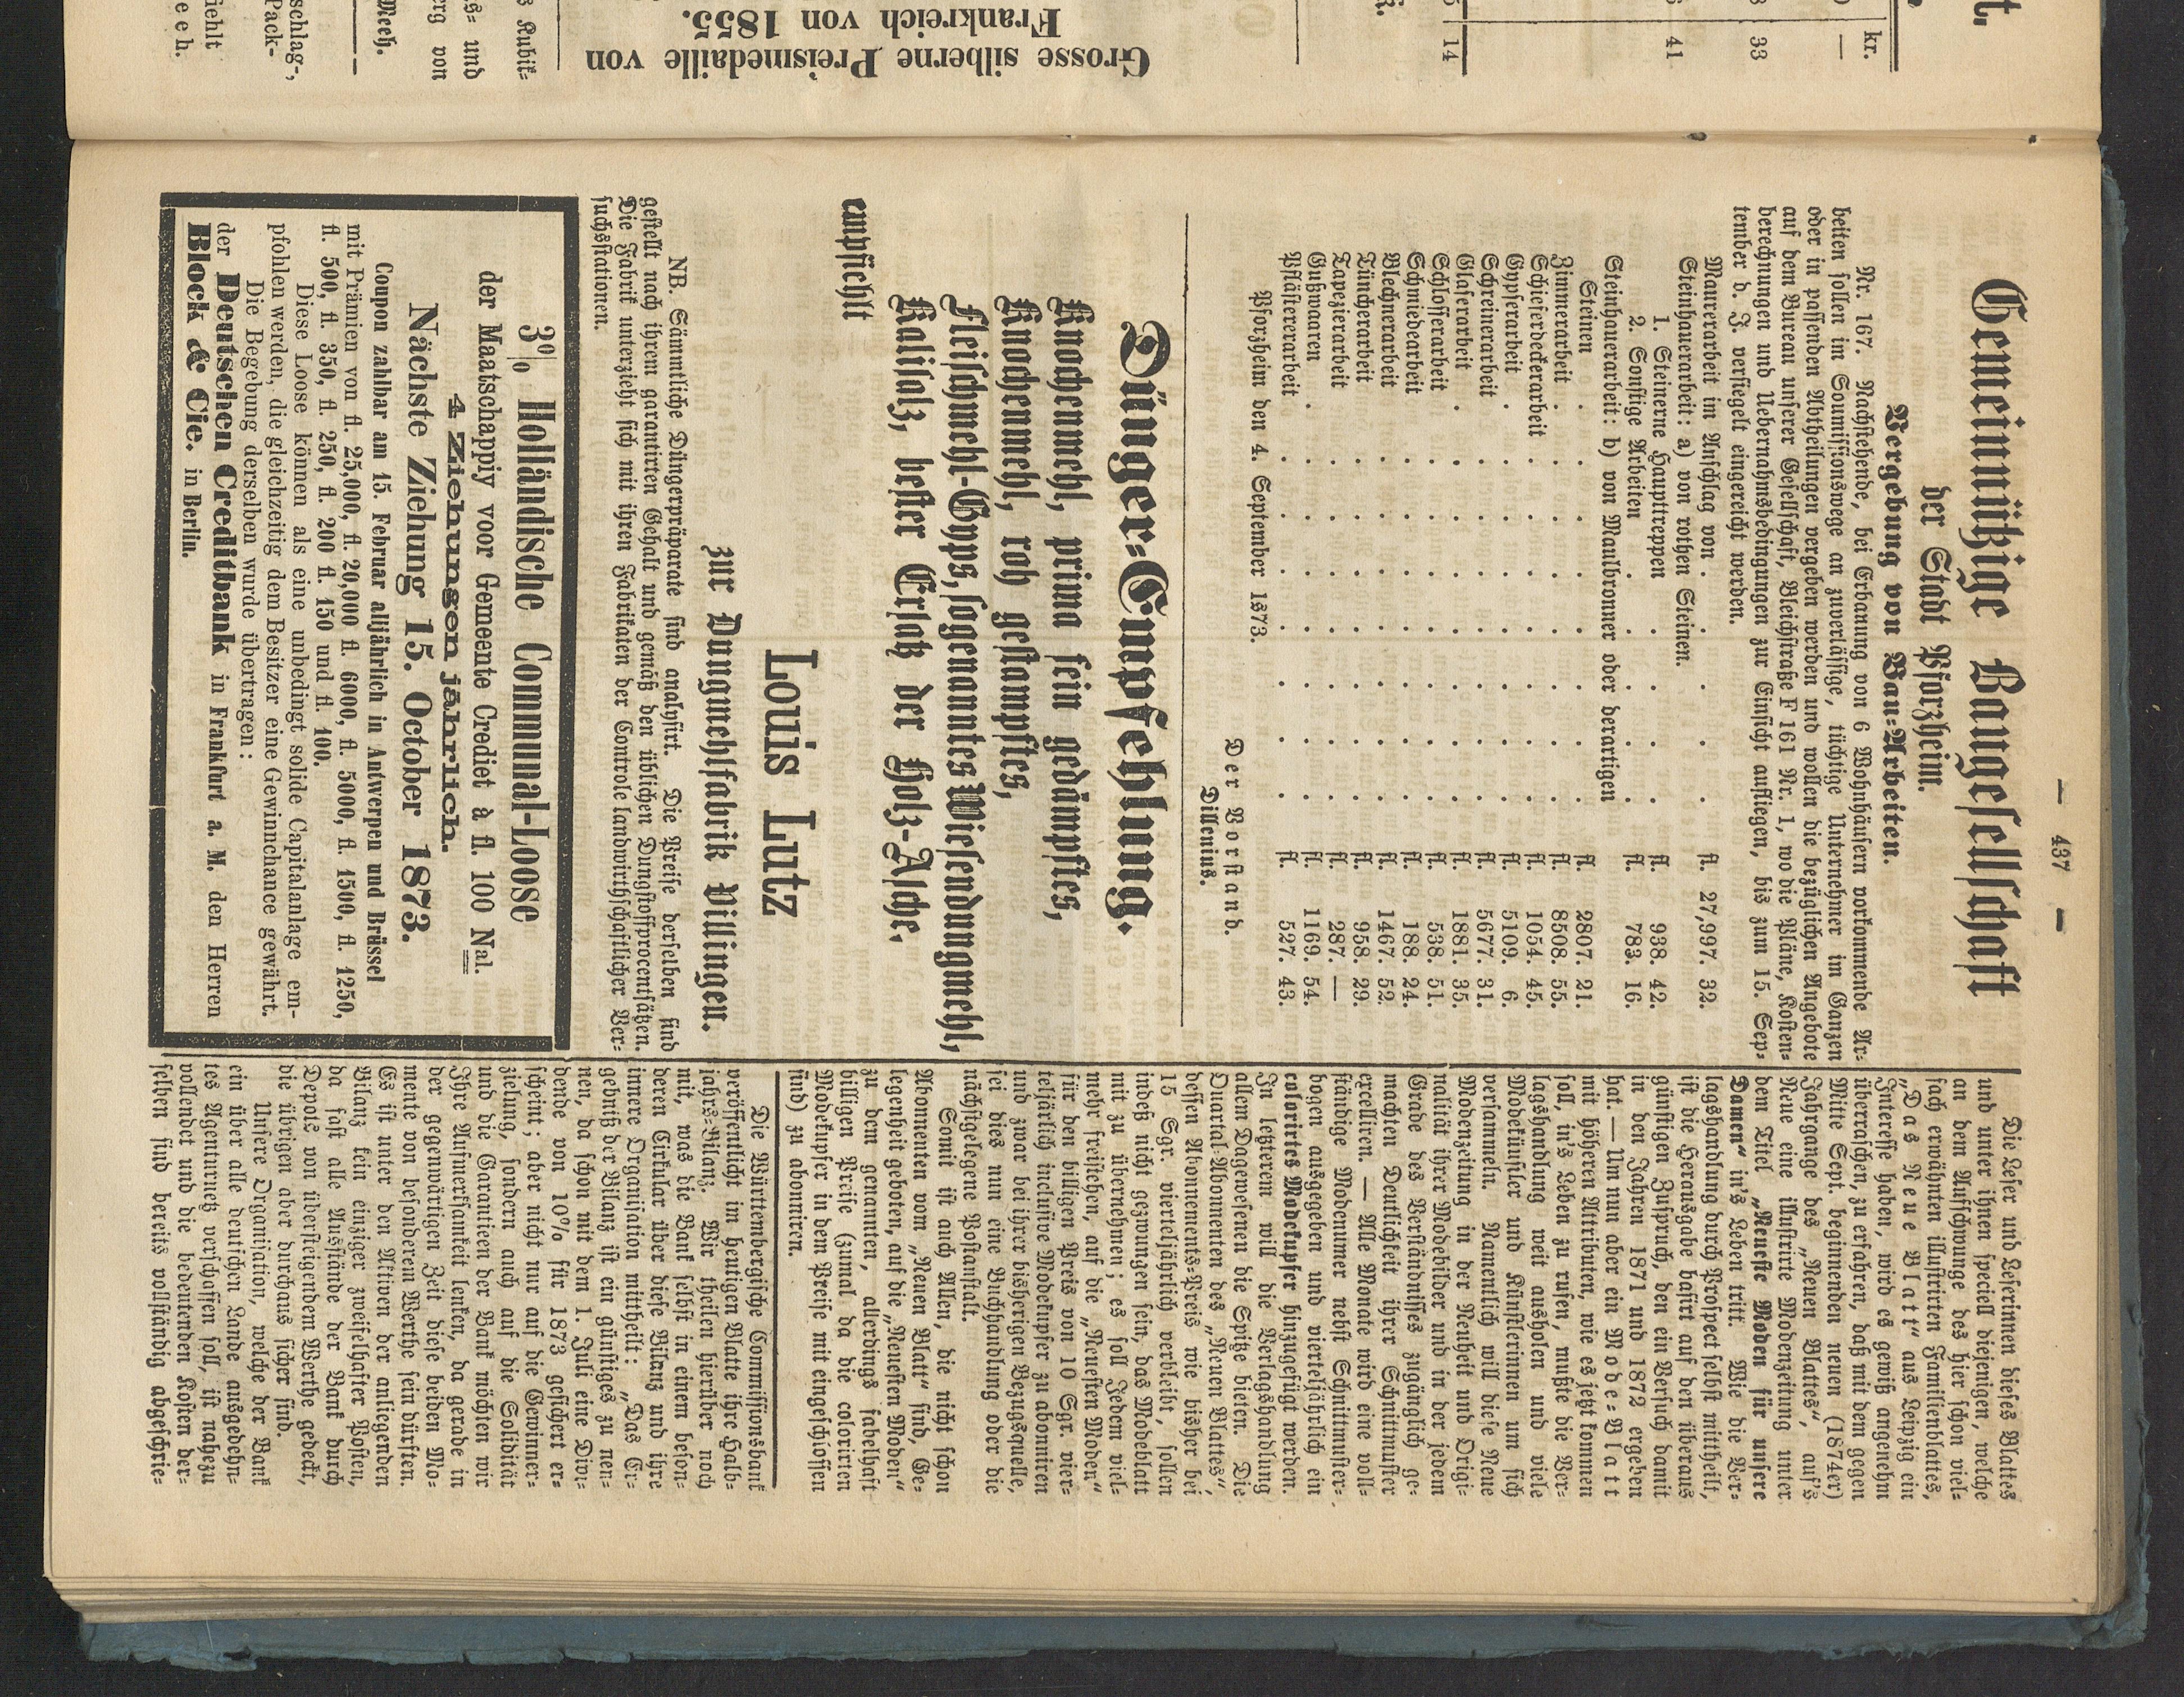 — 437 —
Gemeinnützige Baugesellschaft
der Stadt Pforzheim.
Vergebung von Bau-Arbeiten.
Nr. 167. Nachstehende, bei Erbauung von 6 Wohnhäusern vorkommende Ar-
beiten sollen im Soumissionswege an zuverlässige, tüchtige Unternehmer im Ganzen
oder in passenden Abtheilungen vergeben werden und wollen die bezüglichen Angebote
auf dem Bureau unserer Gesellschaft, Bleichstraße F 161 Nr. 1, wo die Pläne, Kosten-
berechnungen und Uebernahmsbedingungen zur Einsicht aufliegen, bis zum 15. Sep-
tember d. J. versiegelt eingereicht werden.
Maurerarbeit im Anschlag von . . . fl. 27,997. 32.
Steinhauerarbeit: a) von rothen Steinen.
1. Steinerne Haupttreppen . . . fl. 938. 42.
2. Sonstige Arbeiten . . . fl. 783. 16.
Steinhauerarbeit: b) von Maulbronner oder derartigen
Steinen . . . . . . . . fl. 2807. 21.
Zimmerarbeit . . . . . . . . fl. 8508. 55.
Schieferdeckerarbeit . . . . . . . fl. 1054. 45.
Gypserarbeit . . . . . . . . fl. 5109. 6.
Schreinerarbeit . . . . . . . fl. 5677. 31.
Glaserarbeit . . . . . . . . fl. 1881. 35.
Schlosserarbeit . . . . . . . fl. 538. 51.
Schmiedearbeit . . . . . . . fl. 188. 24.
Blechnerarbeit . . . . . . . fl. 1467. 52.
Tüncherarbeit . . . . . . . fl. 958. 29.
Tapezierarbeit . . . . . . . fl. 287. —
Gußwaaren . . . . . . . . fl. 1169. 54.
Pflästererarbeit . . . . . . . fl. 527. 43.
Pforzheim den 4. September 1873.
Der Vorstand.
Dillenius.
Dünger-Empfehlung.
Knochenmehl, prima fein gedämpftes,
Knochenmehl, roh gestampftes,
Fleischmehl-Gyps, sogenanntes Wiesendungmehl,
Kalisalz, bester Ersatz der Holz-Asche.
empfiehlt
Louis Lutz
zur Dungmehlfabrik Villingen.
NB. Sämmtliche Düngerpräparate sind analysirt. Die Preise derselben sind
gestellt nach ihrem garantirten Gehalt und gemäß den üblichen Dungstoffprocentsätzen.
Die Fabrik unterzieht sich mit ihren Fabrikaten der Controle landwirthschaftlicher Ver-
suchsstationen.
3% Holländische Communal-Loose
der Maatschappiy voor Gemeente Crediet à fl. 100 Nal.
4 Ziehungen jährlich.
Nächste Ziehung 15. October 1873.
Coupon zahlbar am 15. Februar alljährlich in Antwerpen und Brüssel
mit Prämien von fl. 25,000, fl. 20,000 fl. 6000, fl. 5000, fl. 1500, fl. 1250,
fl. 500, fl. 350, fl. 250, fl. 200 fl. 150 und fl. 100.
Diese Loose können als eine unbedingt solide Capitalanlage em-
pfohlen werden, die gleichzeitig dem Besitzer eine Gewinnchance gewährt.
Die Begebung derselben wurde übertragen:
der Deutschen Creditbank in Frankfurt a. M. den Herren
Block & Cie. in Berlin.
Die Leser und Leserinnen dieses Blattes
und unter ihnen speciell diejenigen, welche
an dem Aufschwunge des hier schon viel-
fach erwähnten illustrirten Familienblattes,
„Das Neue Blatt“ aus Leipzig ein
Interesse haben, wird es gewiß angenehm
überraschen, zu erfahren, daß mit dem gegen
Mitte Sept. beginnenden neuen (1874er)
Jahrgange des „Neuen Blattes“, auf's
Neue eine illustrirte Modenzeitung unter
dem Titel „Neueste Moden für unsere
Damen“ in's Leben tritt. Wie die Ver-
lagshandlung durch Prospect selbst mittheilt,
ist die Herausgabe basirt auf den überaus
günstigen Zuspruch, den ein Versuch damit
in den Jahren 1871 und 1872 ergeben
hat. — Um nun aber ein Mode-Blatt
mit höheren Attributen, wie es jetzt kommen
soll, in's Leben zu rufen, mußte die Ver-
lagshandlung weit ausholen und viele
Modekünstler und Künstlerinnen um sich
versammeln. Namentlich will diese Neue
Modenzeitung in der Neuheit und Origi-
nalität ihrer Modebilder und in der jedem
Grade des Verständnisses zugänglich ge-
machten Deutlichkeit ihrer Schnittmuster
excelliren. — Alle Monate wird eine voll-
ständige Modenummer nebst Schnittmuster-
bogen ausgegeben und vierteljährlich ein
colorirtes Modekupfer hinzugefügt werden.
In letzterem will die Verlagshandlung
allem Dagewesenen die Spitze bieten. Die
Quartal-Abonnenten des „Neuen Blattes“,
dessen Abonnements-Preis wie bisher bei
15 Sgr. vierteljährlich verbleibt, sollen
indeß nicht gezwungen sein, das Modeblatt
mit zu übernehmen; es soll Jedem viel-
mehr freistehen, auf die „Neuesten Moden“
für den billigen Preis von 10 Sgr. vier-
teljärlich inclusive Modekupfer zu abonniren
und zwar bei ihrer bisherigen Bezugsquelle,
sei dies nun eine Buchhandlung oder die
nächstgelegene Postanstalt.
Somit ist auch Allen, die nicht schon
Abonnenten vom „Neuen Blatt“ sind, Ge-
legenheit geboten, auf die „Neuesten Moden“
zu dem genannten, allerdings fabelhaft
billigen Preise (zumal da die colorirten
Modekupfer in dem Preise mit eingeschlossen
sind) zu abonniren.
Die Württembergische Commissionsbank
veröffentlicht im heutigen Blatte ihre Halb-
jahrs-Bilanz. Wir theilen hierüber noch
mit, was die Bank selbst in einem beson-
deren Cirkular über diese Bilanz und ihre
innere Organisation mittheilt: „Das Er-
gebniß der Bilanz ist ein günstiges zu nen-
nen, da schon mit dem 1. Juli eine Divi-
dende von 10% für 1873 gesichert er-
scheint; aber nicht nur auf die Gewinner-
zielung, sondern auch auf die Solidität
und die Garantieen der Bank möchten wir
Ihre Aufmerksamkeit lenken, da gerade in
der gegenwärtigen Zeit diese beiden Mo-
mente von besonderem Werthe sein dürften.
Es ist unter den Aktiven der anliegenden
Bilanz kein einziger zweifelhafter Posten,
da fast alle Ausstände der Bank durch
Depots von übersteigendem Werthe gedeckt,
die übrigen aber durchaus sicher sind.
Unsere Organisation, welche der Bank
ein über alle deutschen Lande ausgedehn-
tes Agenturnetz verschaffen soll, ist nahezu
vollendet und die bedeutenden Kosten der-
selben sind bereits vollständig abgeschrie-
Grosse silberne Preismedaille von
Frankreich von 1855.
kr.
—
33
41
14
Kubik-
und
erg von
Mech.
schlag-,
Pack-
iehlt
eeh.